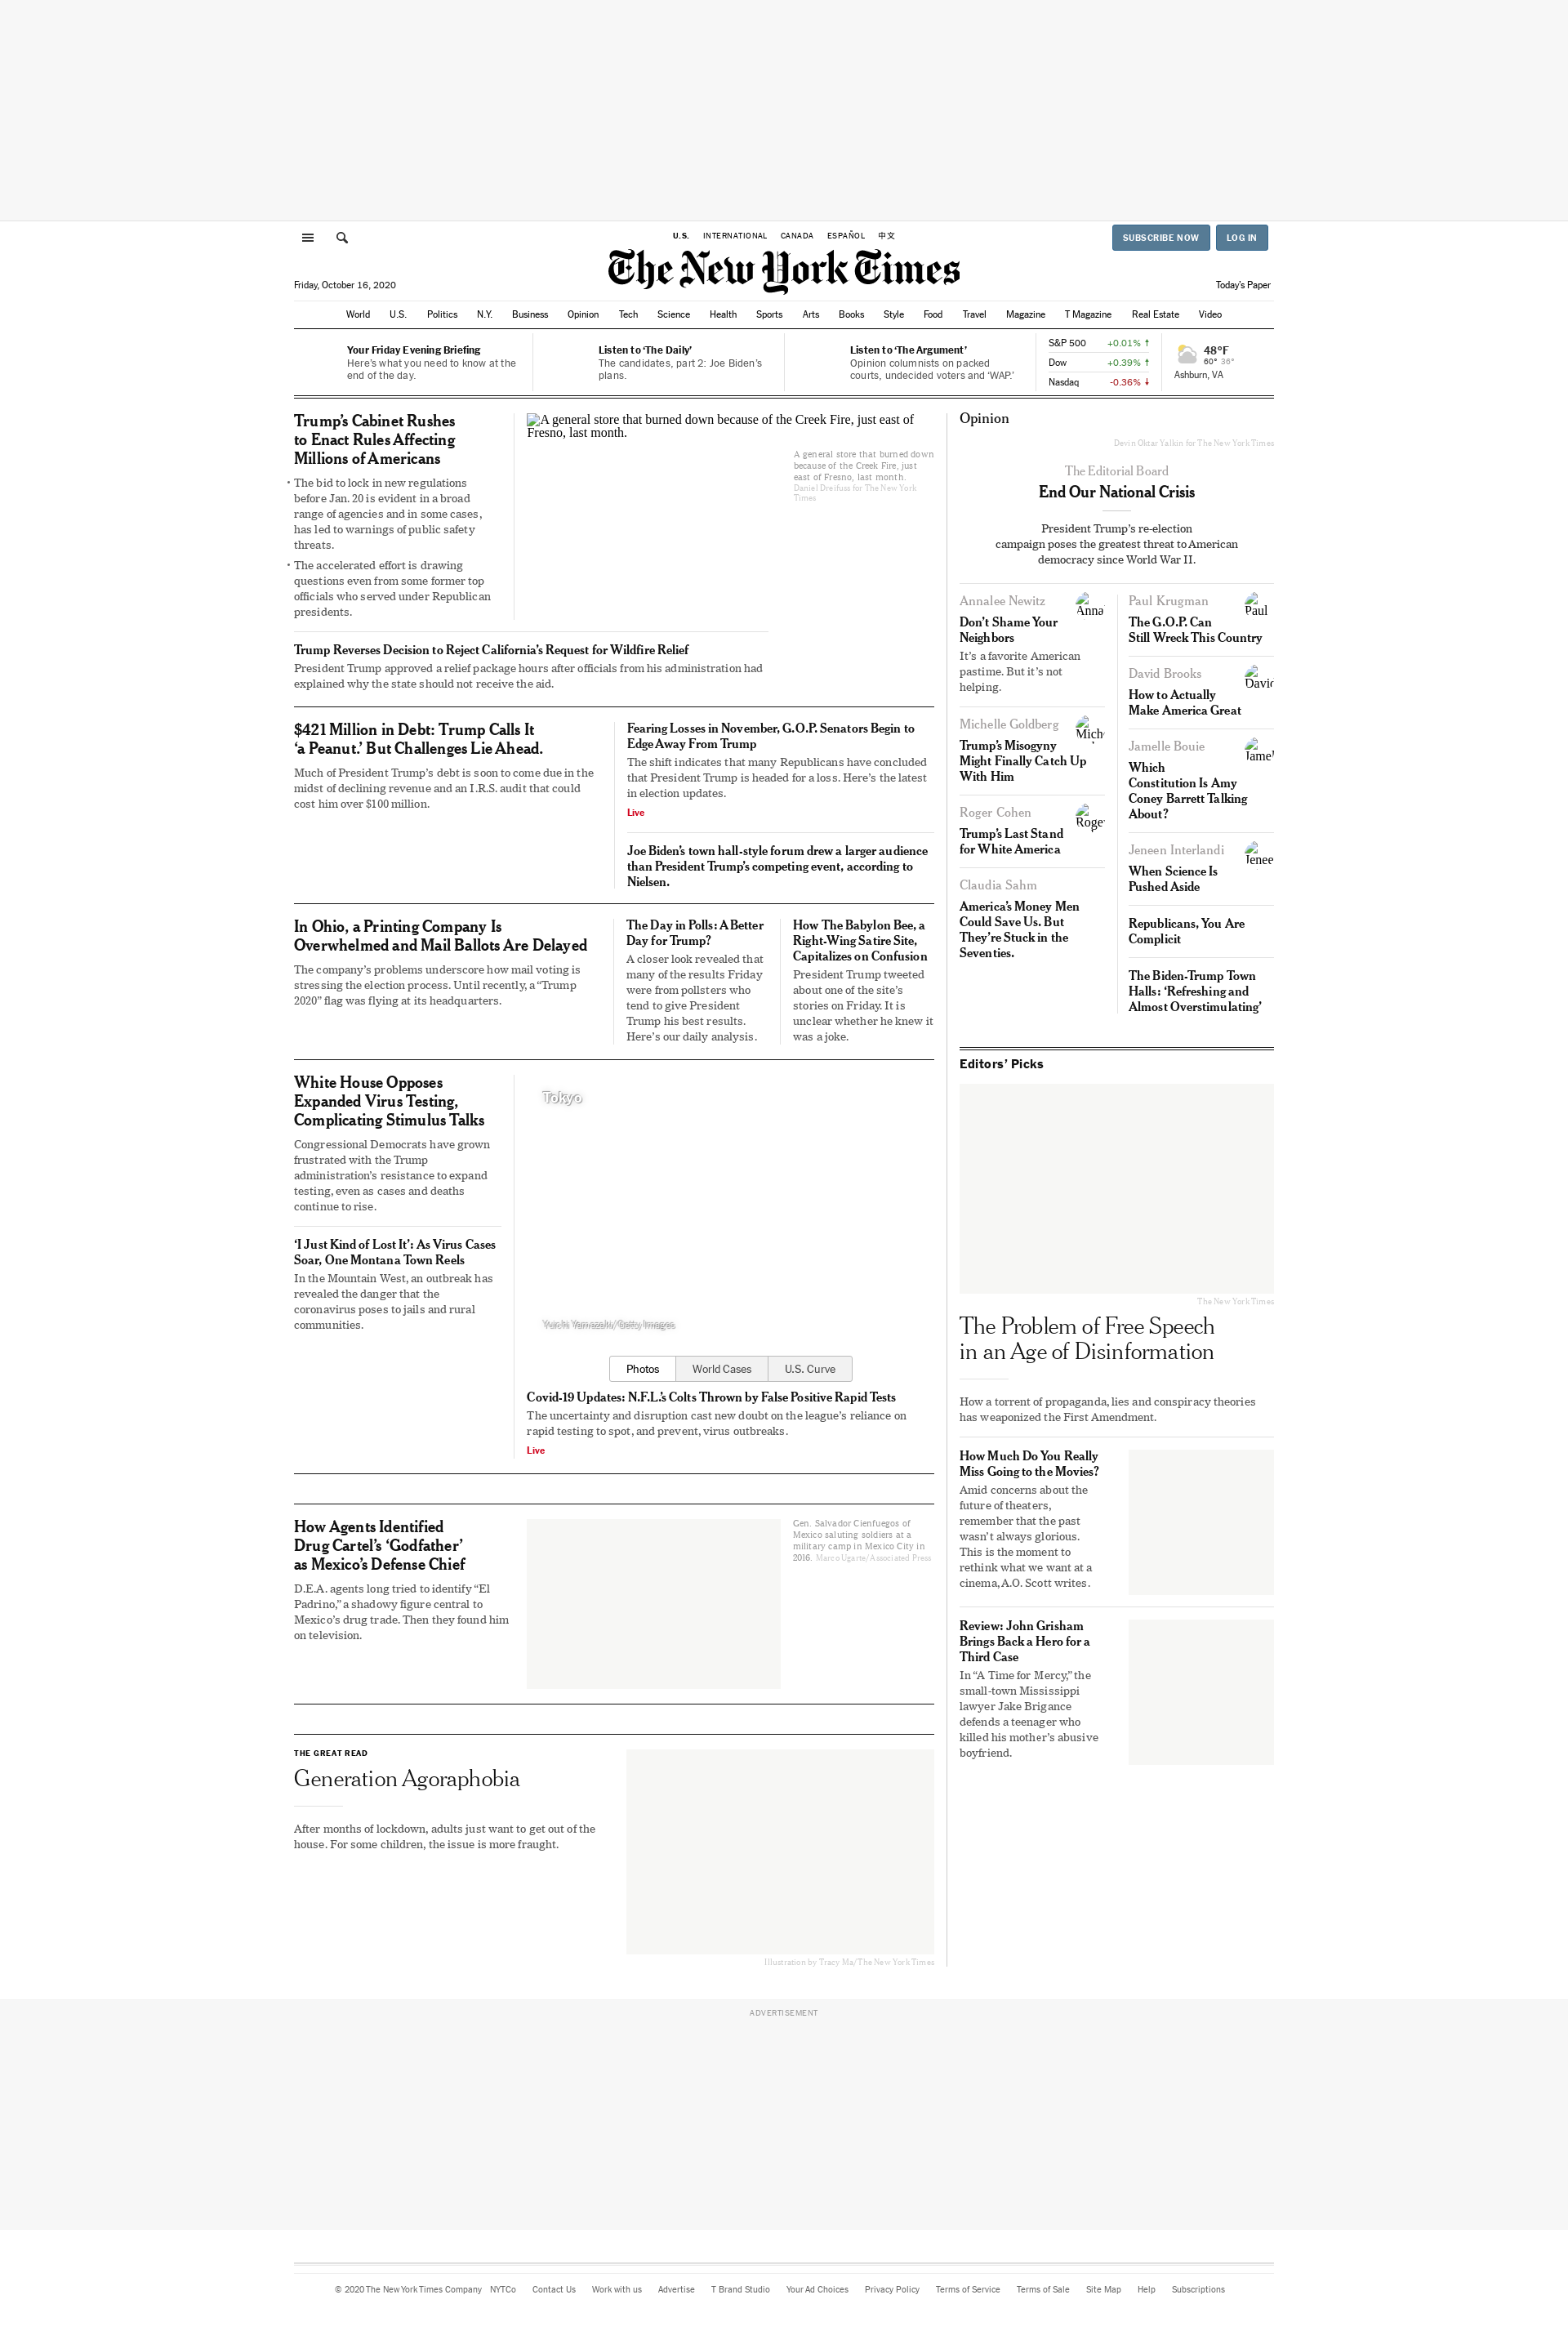 U.S. INTERNATIONAL CANADA ESPAÑOL 中文
SUBSCRIBE NOW LOG IN
The New York Times
Friday, October 16, 2020
Today's Paper
World U.S. Politics N.Y. Business Opinion Tech Science Health Sports Arts Books Style Food Travel Magazine T Magazine Real Estate Video
Your Friday Evening Briefing
Here's what you need to know at the
end of the day.
Listen to 'The Daily'
The candidates, part 2: Joe Biden's
plans.
Listen to 'The Argument'
Opinion columnists on packed
courts, undecided voters and 'WAP.'
S&P 500 +0.01% ↑
Dow +0.39% ↑
Nasdaq -0.36% ↓
48°F
60° 36°
Ashburn, VA
Trump's Cabinet Rushes
to Enact Rules Affecting
Millions of Americans
• The bid to lock in new regulations
before Jan. 20 is evident in a broad
range of agencies and in some cases,
has led to warnings of public safety
threats.
• The accelerated effort is drawing
questions even from some former top
officials who served under Republican
presidents.
A general store that burned down because of the Creek Fire, just east of
Fresno, last month.
A general store that burned down
because of the Creek Fire, just
east of Fresno, last month.
Daniel Dreifuss for The New York
Times
Trump Reverses Decision to Reject California's Request for Wildfire Relief
President Trump approved a relief package hours after officials from his administration had
explained why the state should not receive the aid.
$421 Million in Debt: Trump Calls It
'a Peanut.' But Challenges Lie Ahead.
Much of President Trump's debt is soon to come due in the
midst of declining revenue and an I.R.S. audit that could
cost him over $100 million.
Fearing Losses in November, G.O.P. Senators Begin to
Edge Away From Trump
The shift indicates that many Republicans have concluded
that President Trump is headed for a loss. Here's the latest
in election updates.
Live
Joe Biden's town hall-style forum drew a larger audience
than President Trump's competing event, according to
Nielsen.
In Ohio, a Printing Company Is
Overwhelmed and Mail Ballots Are Delayed
The company's problems underscore how mail voting is
stressing the election process. Until recently, a "Trump
2020" flag was flying at its headquarters.
The Day in Polls: A Better
Day for Trump?
A closer look revealed that
many of the results Friday
were from pollsters who
tend to give President
Trump his best results.
Here's our daily analysis.
How The Babylon Bee, a
Right-Wing Satire Site,
Capitalizes on Confusion
President Trump tweeted
about one of the site's
stories on Friday. It is
unclear whether he knew it
was a joke.
White House Opposes
Expanded Virus Testing,
Complicating Stimulus Talks
Congressional Democrats have grown
frustrated with the Trump
administration's resistance to expand
testing, even as cases and deaths
continue to rise.
'I Just Kind of Lost It': As Virus Cases
Soar, One Montana Town Reels
In the Mountain West, an outbreak has
revealed the danger that the
coronavirus poses to jails and rural
communities.
Tokyo
Yuichi Yamazaki/Getty Images
Photos World Cases U.S. Curve
Covid-19 Updates: N.F.L.'s Colts Thrown by False Positive Rapid Tests
The uncertainty and disruption cast new doubt on the league's reliance on
rapid testing to spot, and prevent, virus outbreaks.
Live
How Agents Identified
Drug Cartel's 'Godfather'
as Mexico's Defense Chief
D.E.A. agents long tried to identify "El
Padrino," a shadowy figure central to
Mexico's drug trade. Then they found him
on television.
Gen. Salvador Cienfuegos of
Mexico saluting soldiers at a
military camp in Mexico City in
2016. Marco Ugarte/Associated Press
THE GREAT READ
Generation Agoraphobia
After months of lockdown, adults just want to get out of the
house. For some children, the issue is more fraught.
Illustration by Tracy Ma/The New York Times
Opinion
Devin Oktar Yalkin for The New York Times
The Editorial Board
End Our National Crisis
President Trump's re-election
campaign poses the greatest threat to American
democracy since World War II.
Annalee Newitz
Anna
Don't Shame Your
Neighbors
It's a favorite American
pastime. But it's not
helping.
Michelle Goldberg
Miche
Trump's Misogyny
Might Finally Catch Up
With Him
Roger Cohen
Roger
Trump's Last Stand
for White America
Claudia Sahm
America's Money Men
Could Save Us. But
They're Stuck in the
Seventies.
Paul Krugman
Paul
The G.O.P. Can
Still Wreck This Country
David Brooks
David
How to Actually
Make America Great
Jamelle Bouie
Jamel
Which
Constitution Is Amy
Coney Barrett Talking
About?
Jeneen Interlandi
Jenee
When Science Is
Pushed Aside
Republicans, You Are
Complicit
The Biden-Trump Town
Halls: 'Refreshing and
Almost Overstimulating'
Editors' Picks
The New York Times
The Problem of Free Speech
in an Age of Disinformation
How a torrent of propaganda, lies and conspiracy theories
has weaponized the First Amendment.
How Much Do You Really
Miss Going to the Movies?
Amid concerns about the
future of theaters,
remember that the past
wasn't always glorious.
This is the moment to
rethink what we want at a
cinema, A.O. Scott writes.
Review: John Grisham
Brings Back a Hero for a
Third Case
In "A Time for Mercy," the
small-town Mississippi
lawyer Jake Brigance
defends a teenager who
killed his mother's abusive
boyfriend.
ADVERTISEMENT
© 2020 The New York Times Company NYTCo Contact Us Work with us Advertise T Brand Studio Your Ad Choices Privacy Policy Terms of Service Terms of Sale Site Map Help Subscriptions